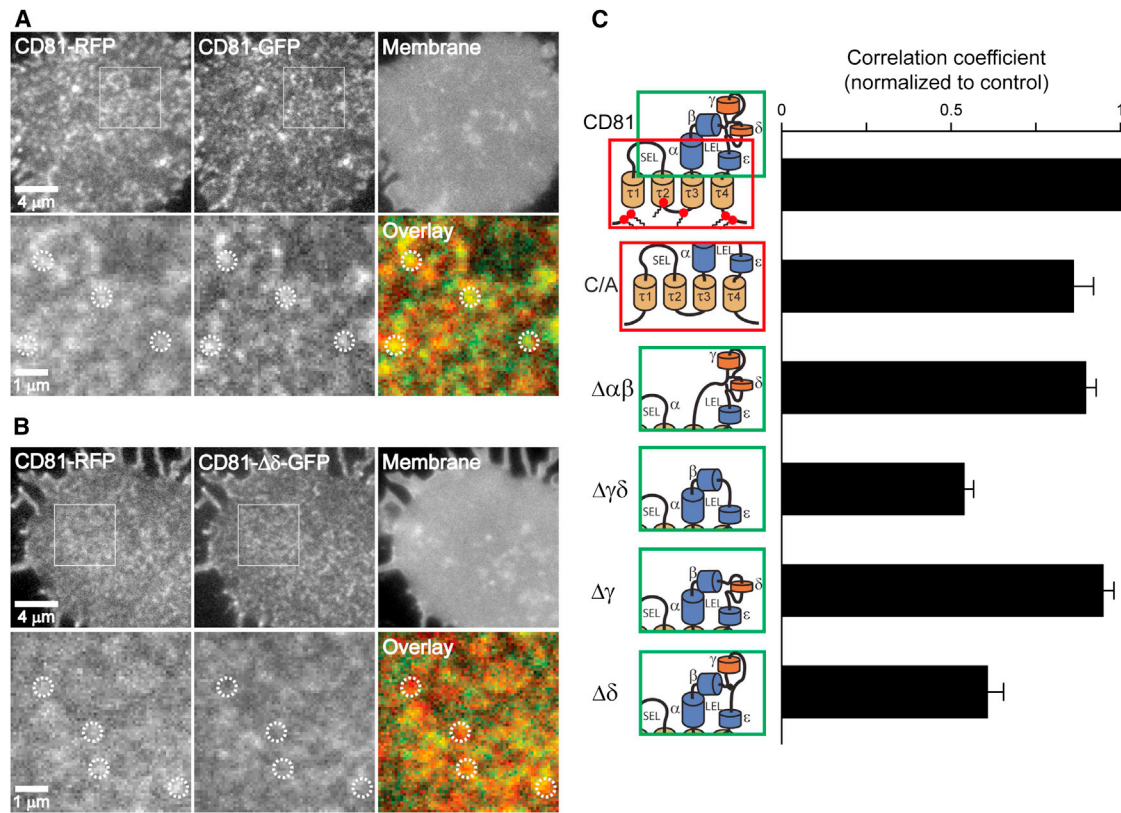 A
CD81-RFP
CD81-GFP
Membrane
4 μm
Overlay
1 μm
B
CD81-RFP
CD81-Δδ-GFP
Membrane
4 μm
Overlay
1 μm
C
Correlation coefficient
(normalized to control)
0
0.5
1
CD81
γ
β
δ
α
LEL
ε
SEL
τ1
τ2
τ3
τ4
C/A
SEL
α
LEL
ε
τ1
τ2
τ3
τ4
Δαβ
γ
δ
SEL
α
LEL
ε
Δγδ
β
SEL
α
LEL
ε
Δγ
β
δ
SEL
α
LEL
ε
Δδ
γ
β
SEL
α
LEL
ε